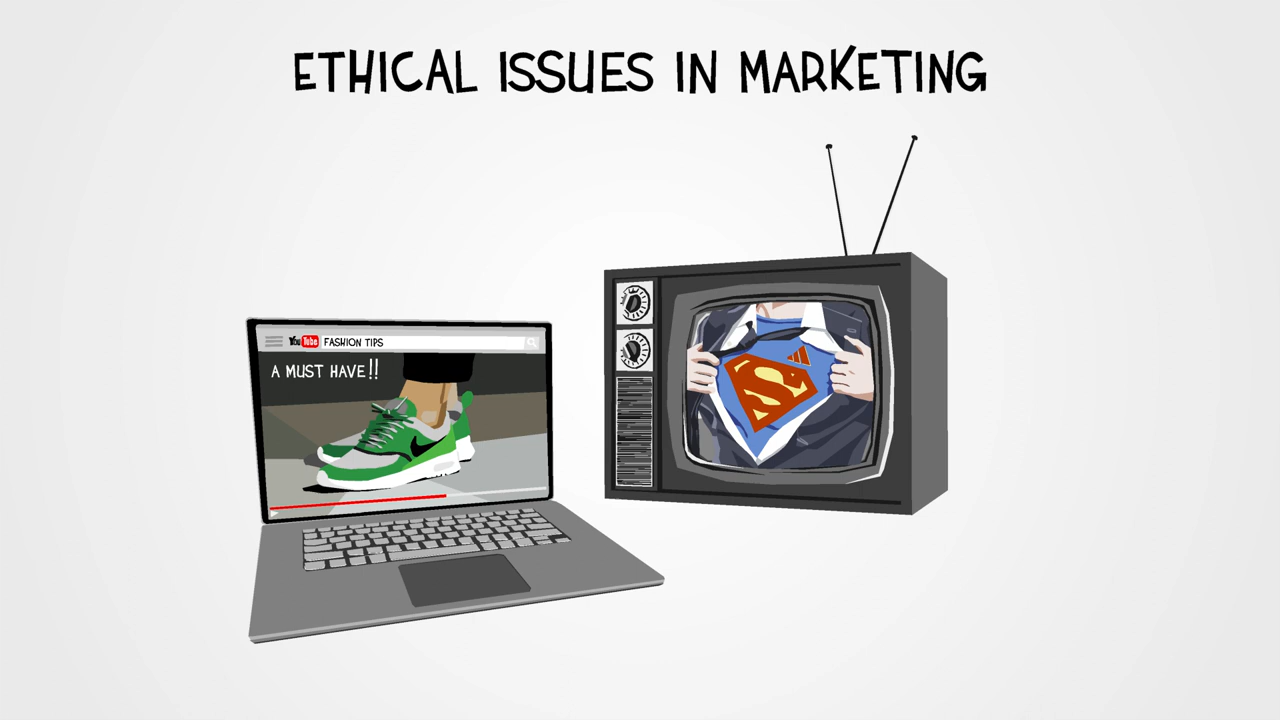 ETHICAL ISSUES IN MARKETING
YouTube FASHION TIPS
A MUST HAVE!!
S